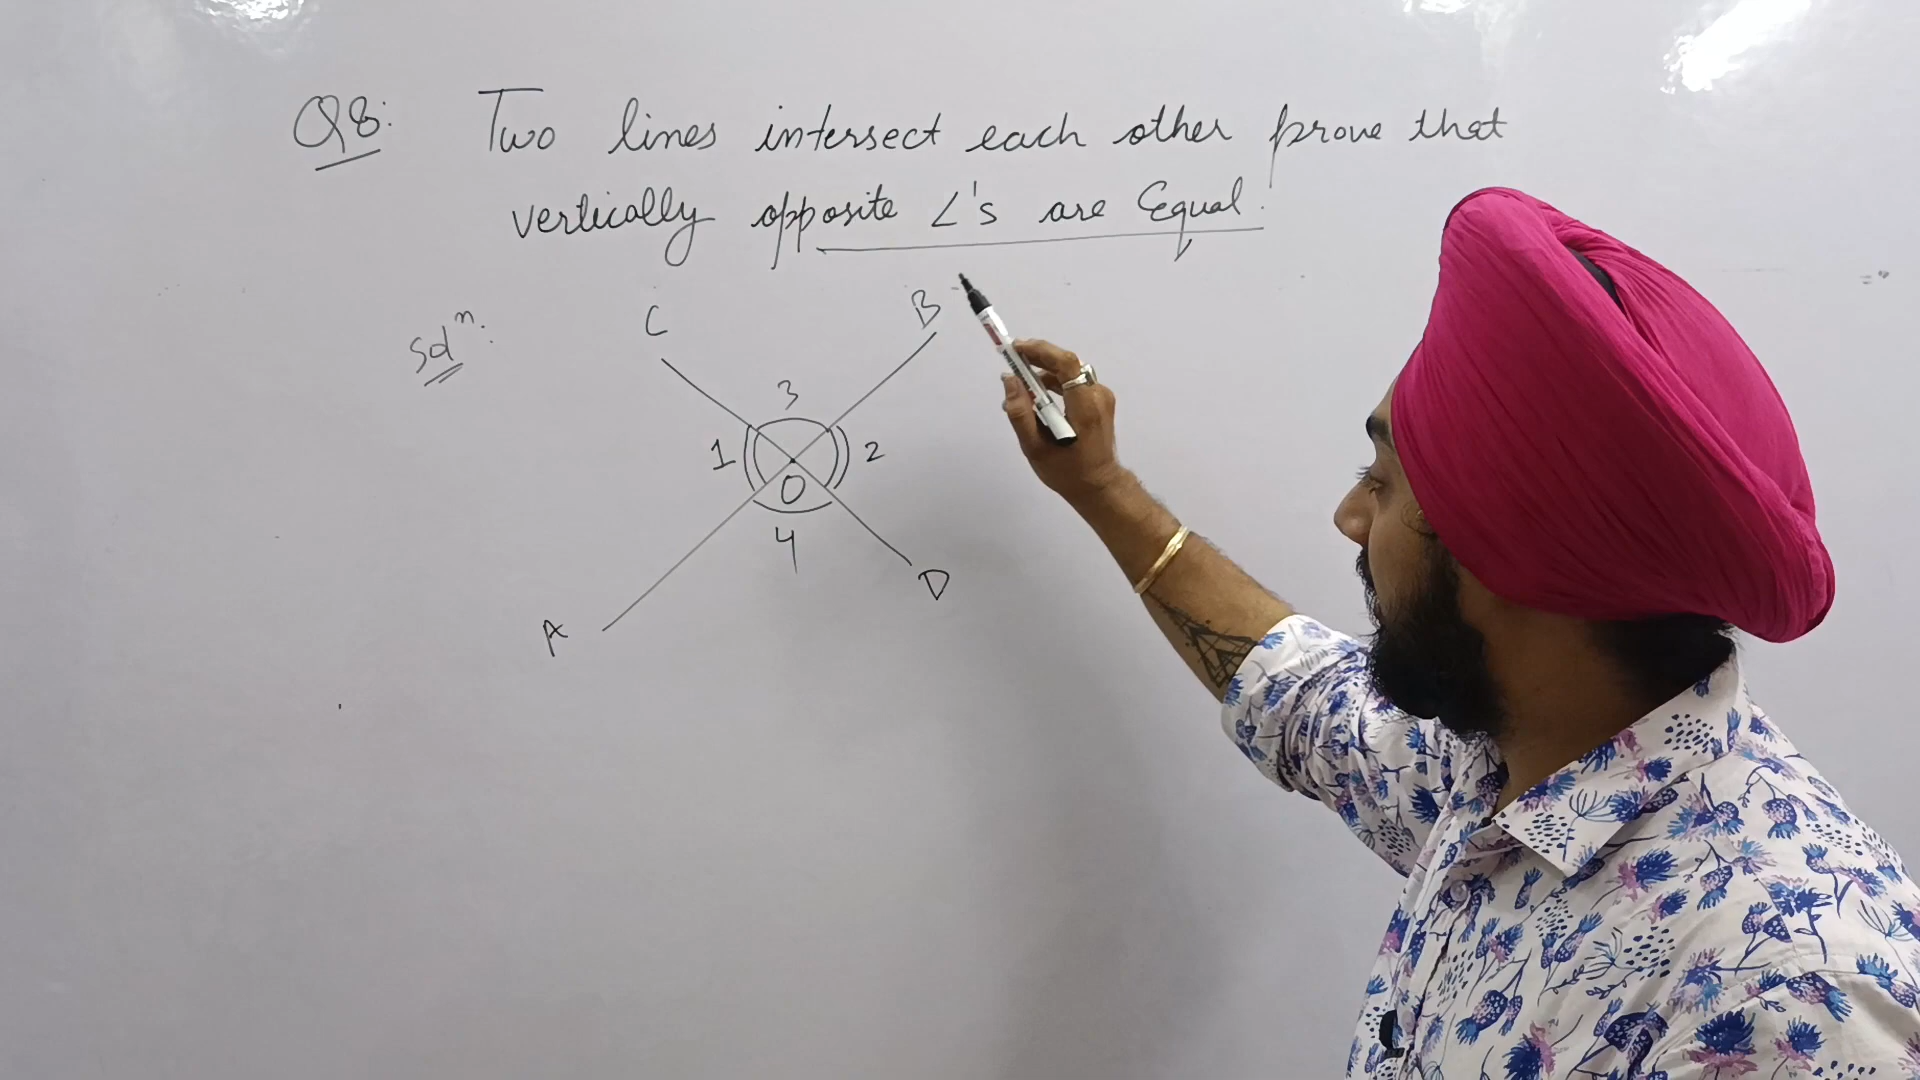 Q8: Two lines intersect each other prove that
vertically opposite ∠'s are Equal.
Solⁿ:
C
B
3
1
2
O
4
D
A